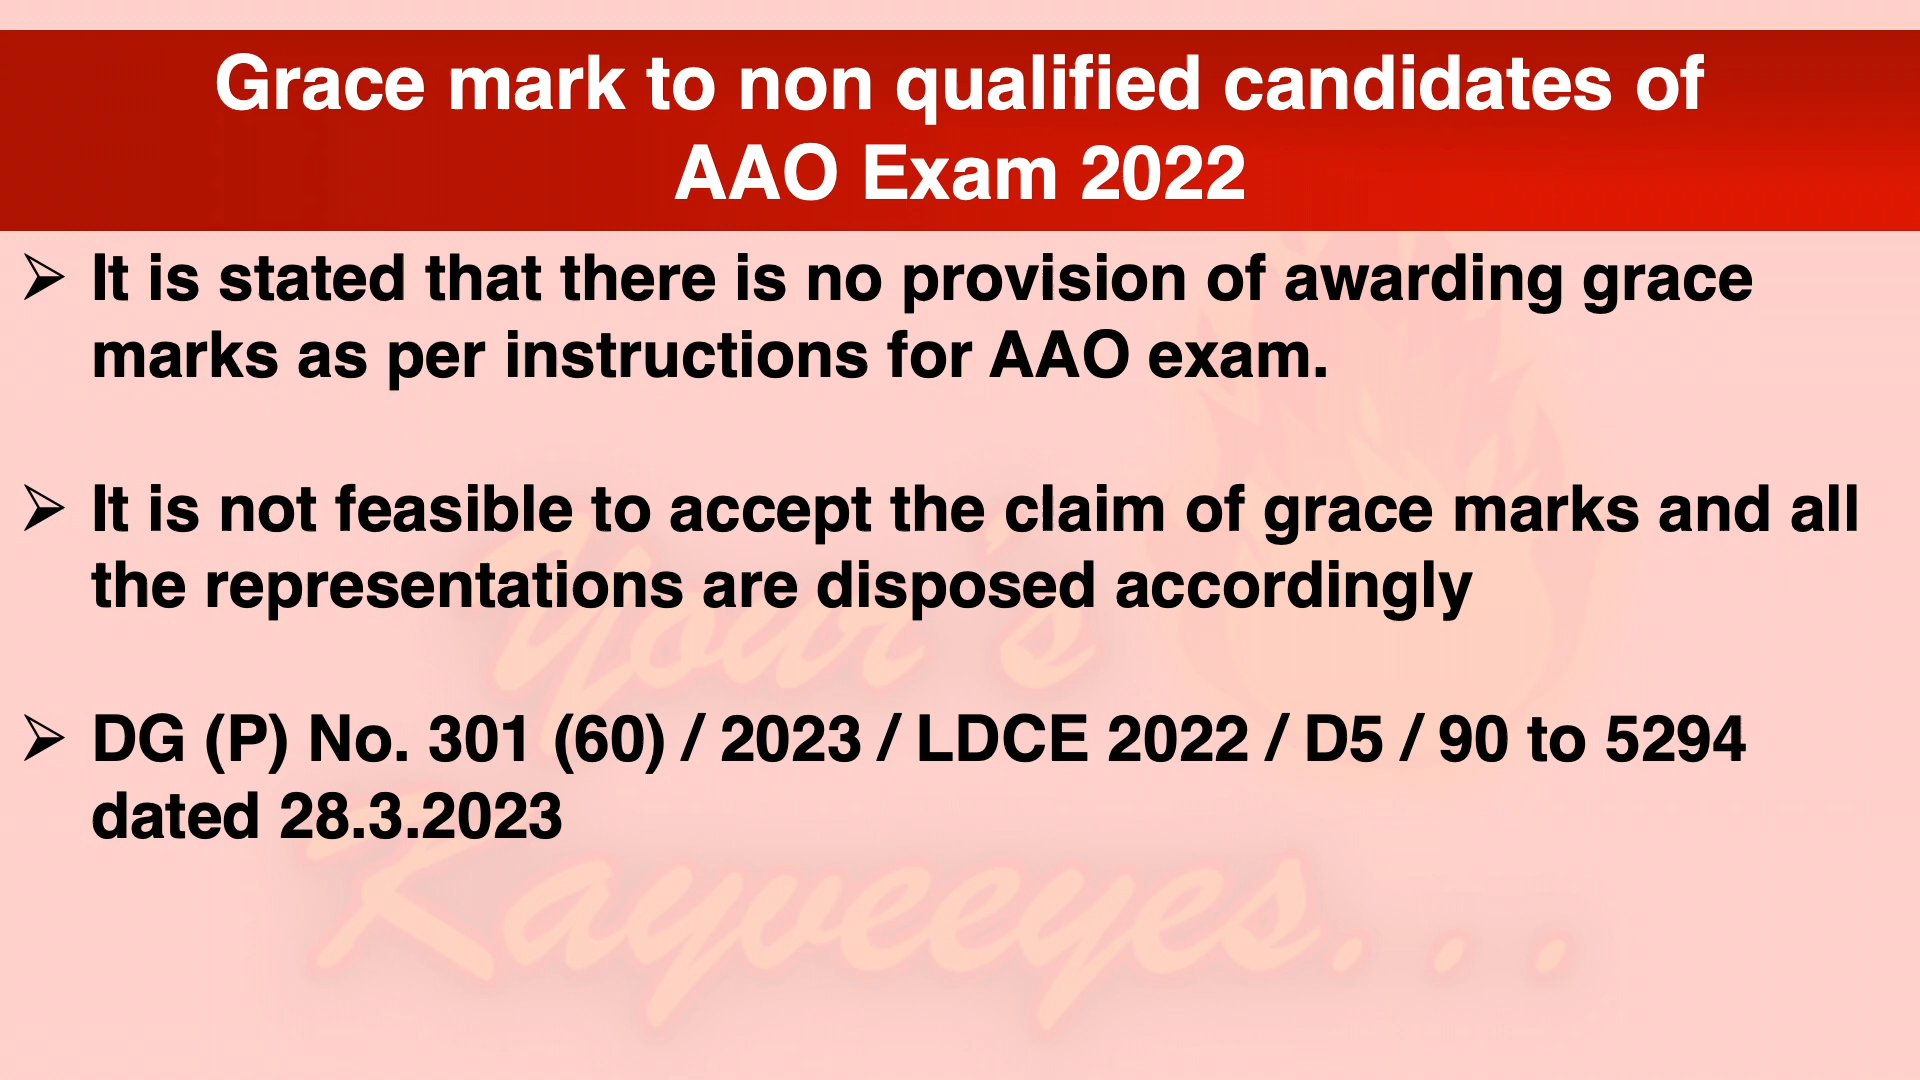 Grace mark to non qualified candidates of
AAO Exam 2022
➢ It is stated that there is no provision of awarding grace
marks as per instructions for AAO exam.
➢ It is not feasible to accept the claim of grace marks and all
the representations are disposed accordingly
➢ DG (P) No. 301 (60) / 2023 / LDCE 2022 / D5 / 90 to 5294
dated 28.3.2023
Your's
Kayveeyes. . .